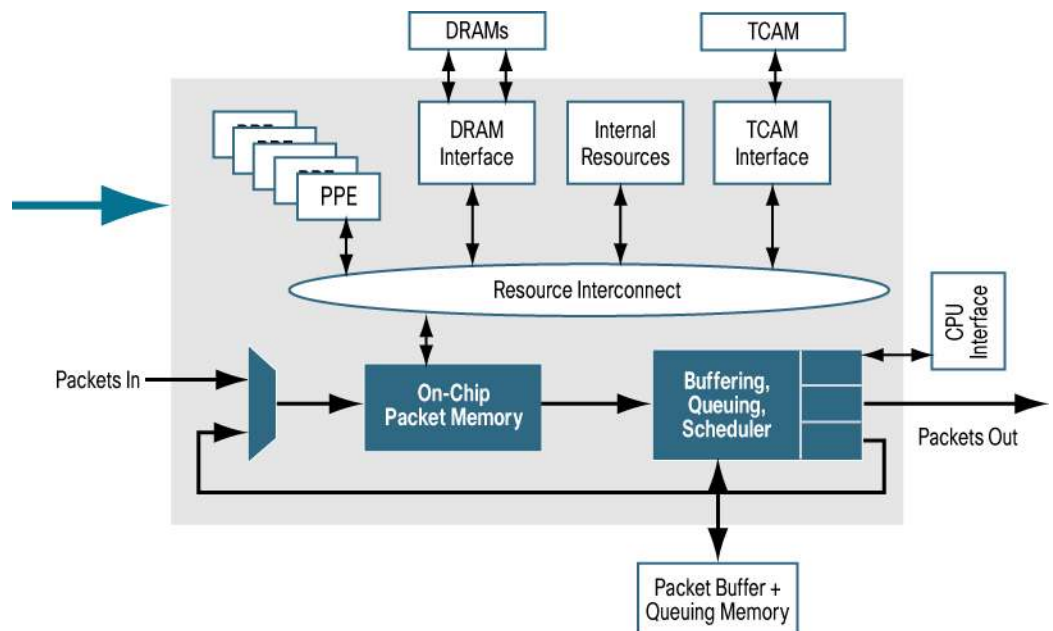 DRAMs
TCAM
DRAM
Interface
Internal
Resources
TCAM
Interface
PPE
Resource Interconnect
CPU
Interface
Packets In
On-Chip
Packet Memory
Buffering,
Queuing,
Scheduler
Packets Out
Packet Buffer +
Queuing Memory